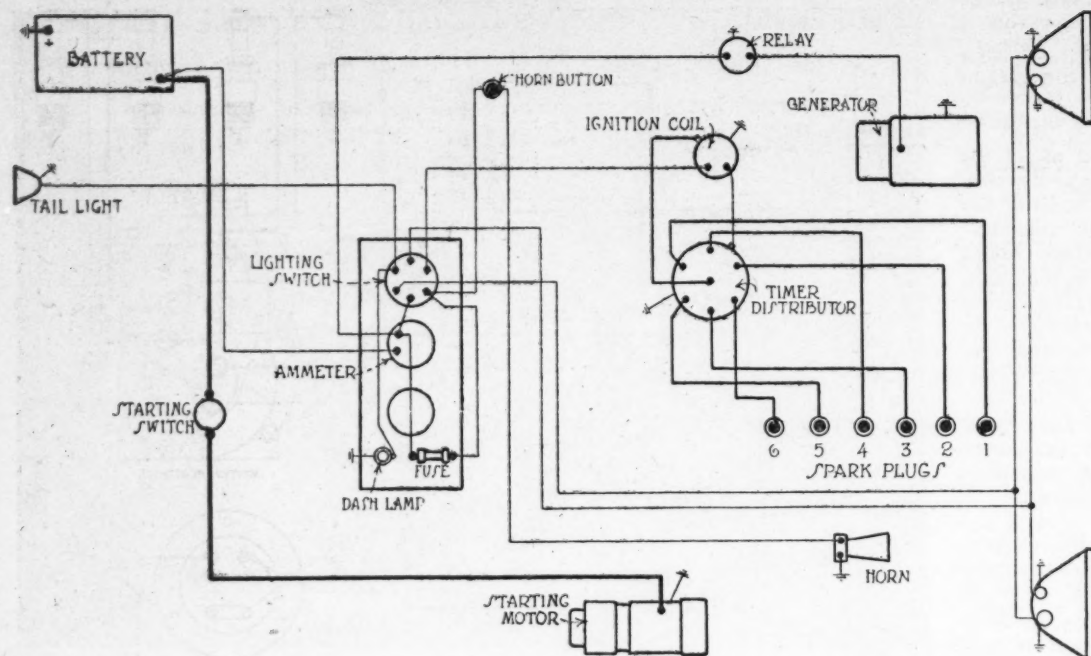 BATTERY
RELAY
HORN BUTTON
GENERATOR
IGNITION COIL
TAIL LIGHT
LIGHTING
SWITCH
TIMER
DISTRIBUTOR
AMMETER
STARTING
SWITCH
6 5 4 3 2 1
SPARK PLUGS
FUSE
DASH LAMP
HORN
STARTING
MOTOR